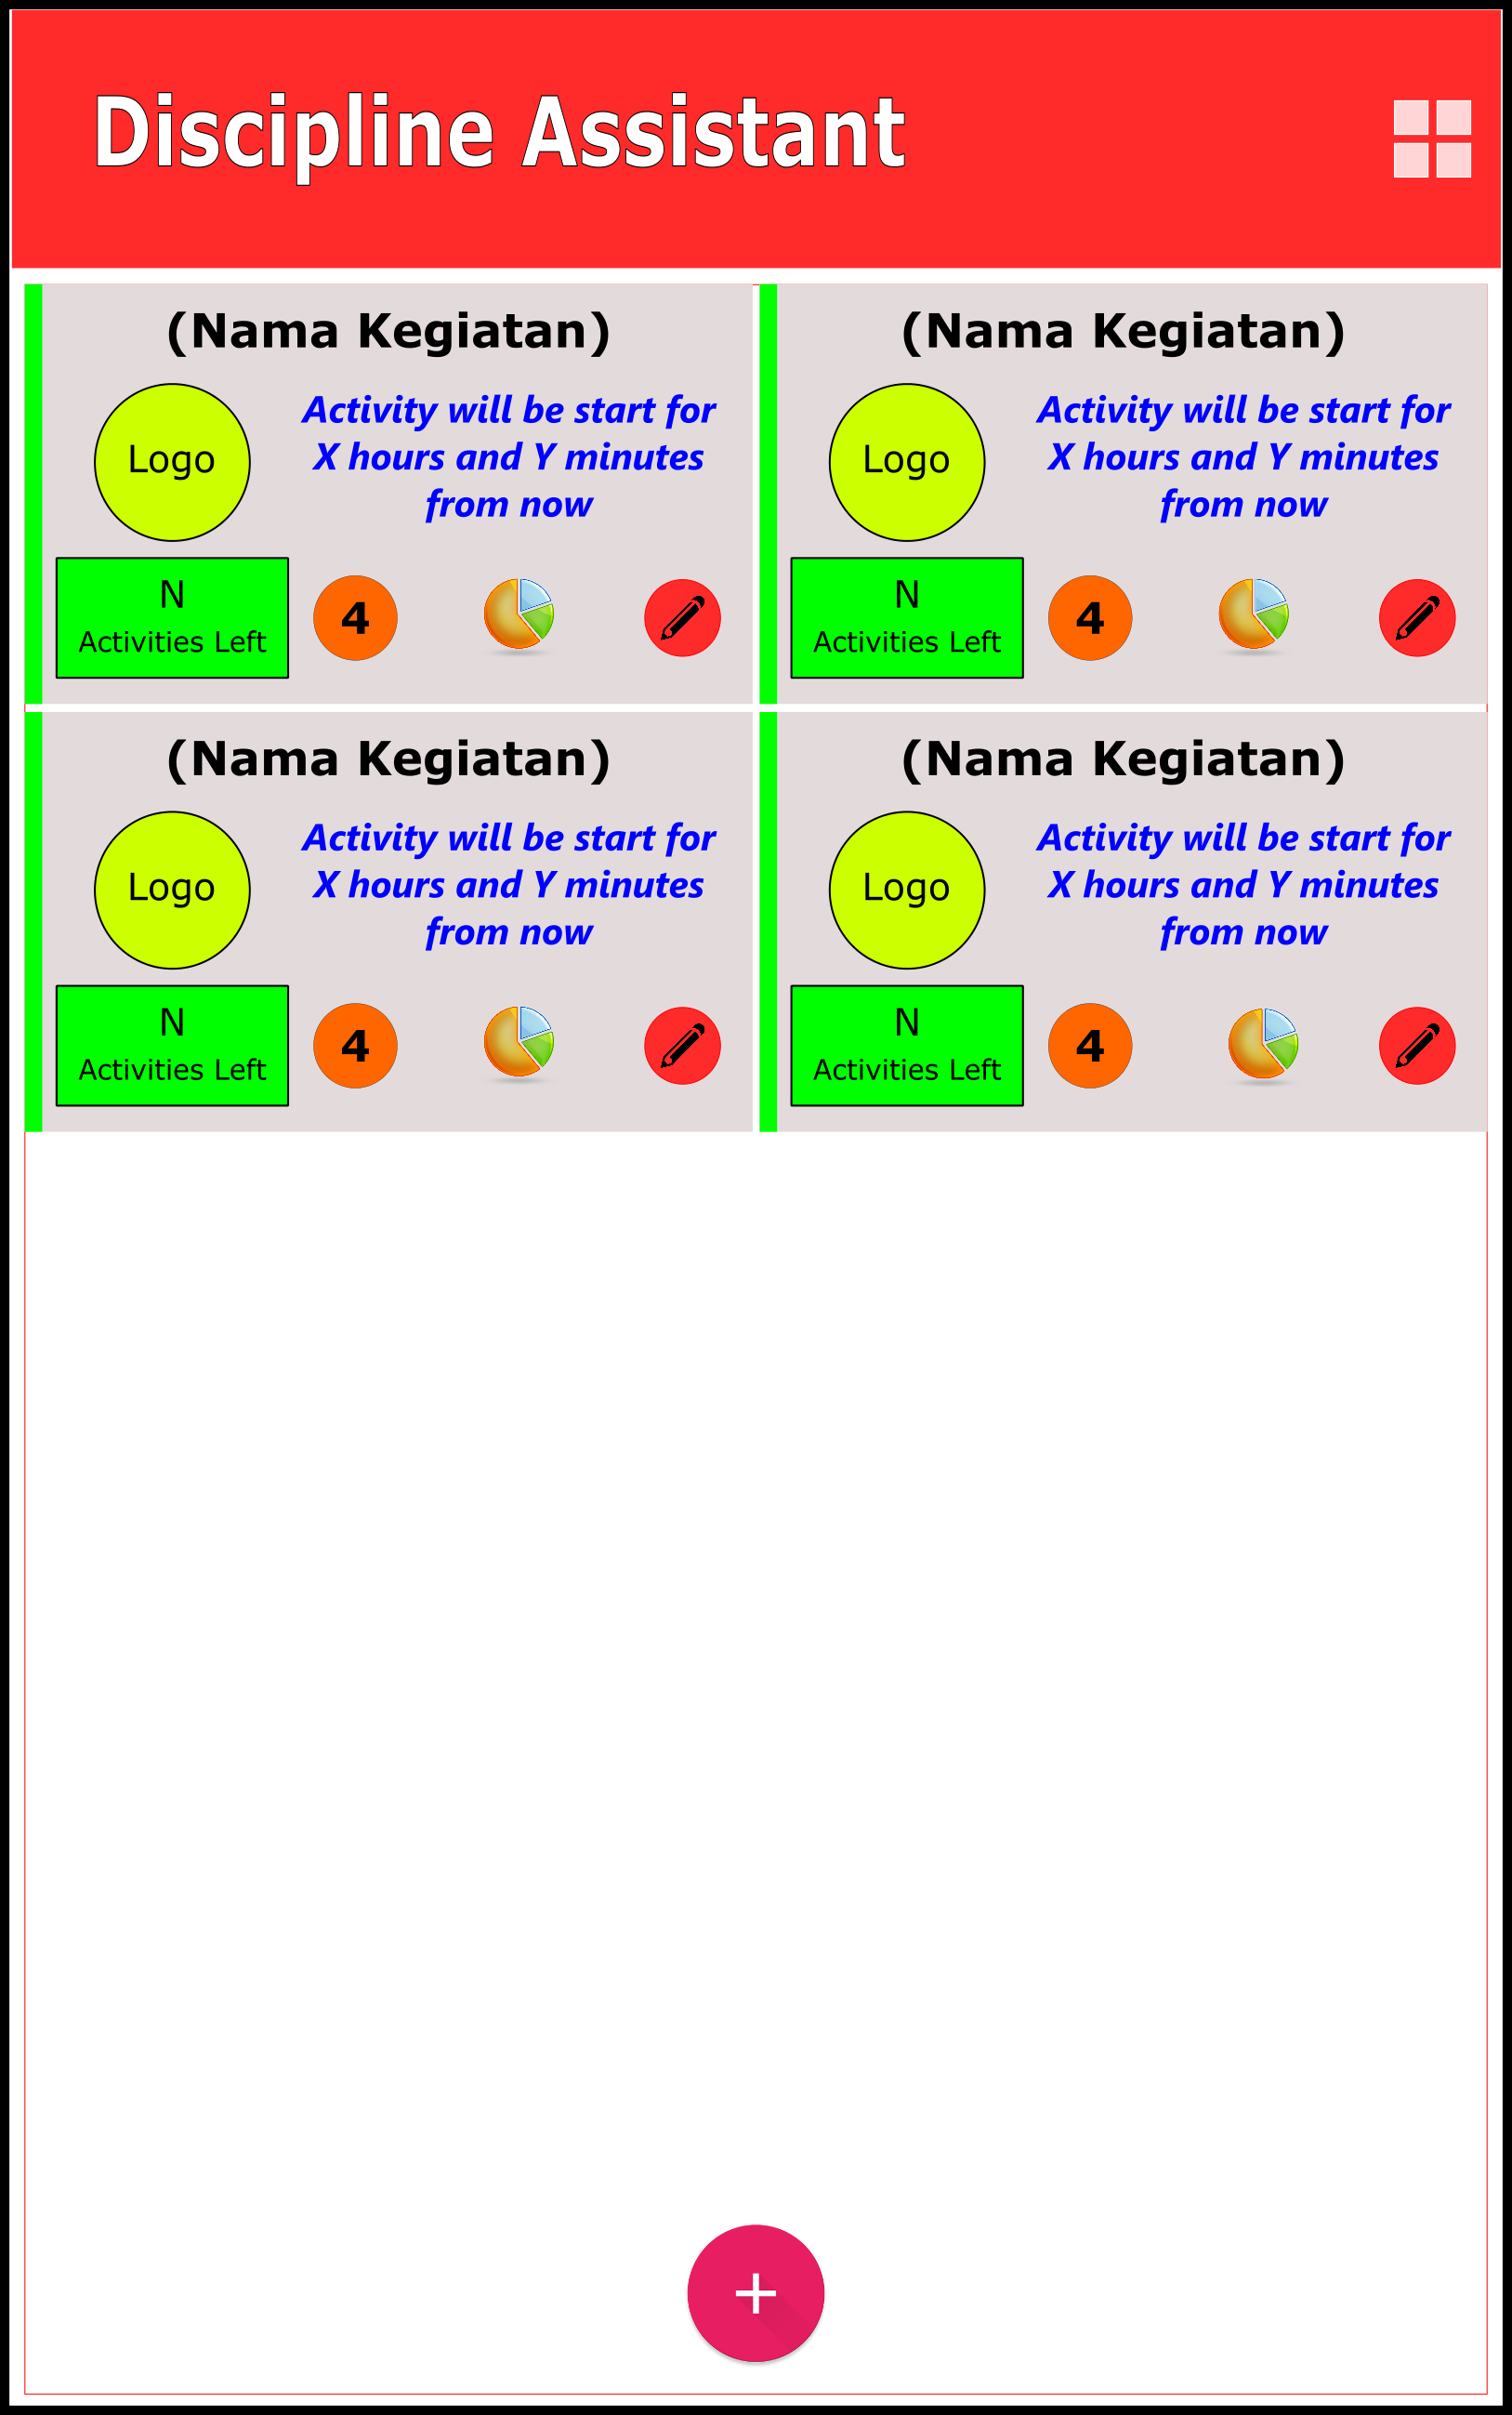 Discipline Assistant
(Nama Kegiatan)
Logo
Activity will be start for
X hours and Y minutes
from now
N
Activities Left
4
(Nama Kegiatan)
Logo
Activity will be start for
X hours and Y minutes
from now
N
Activities Left
4
(Nama Kegiatan)
Logo
Activity will be start for
X hours and Y minutes
from now
N
Activities Left
4
(Nama Kegiatan)
Logo
Activity will be start for
X hours and Y minutes
from now
N
Activities Left
4
+